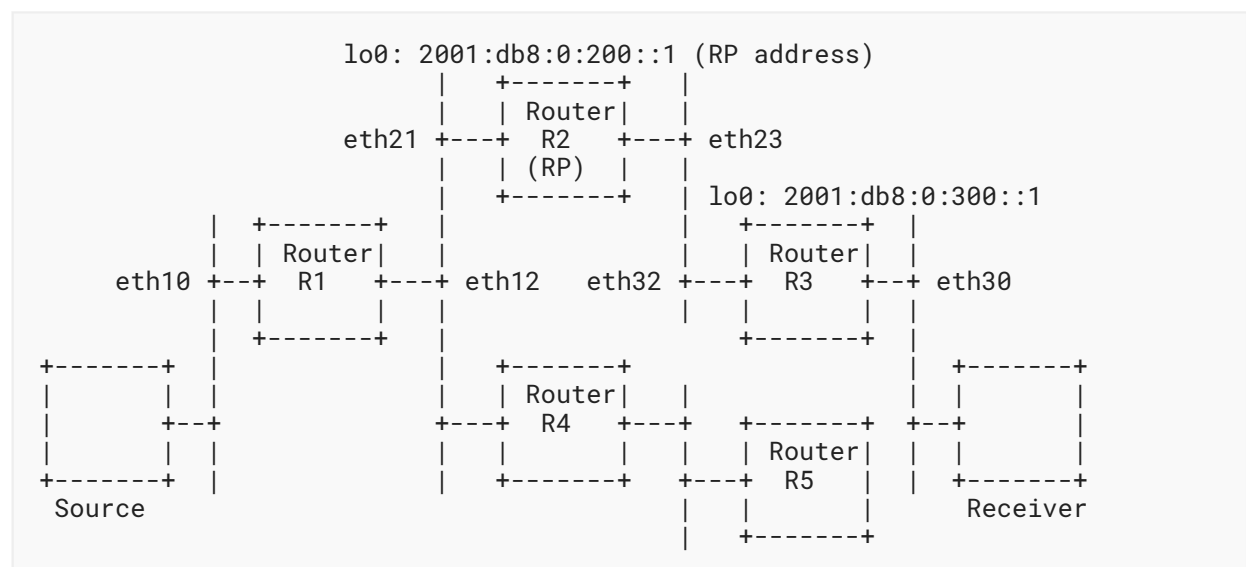 lo0: 2001:db8:0:200::1 (RP address)
Router
eth21 R2 eth23
(RP)
lo0: 2001:db8:0:300::1
Router Router
eth10 R1 eth12 eth32 R3 eth30
Router
R4
Router
R5
Source Receiver